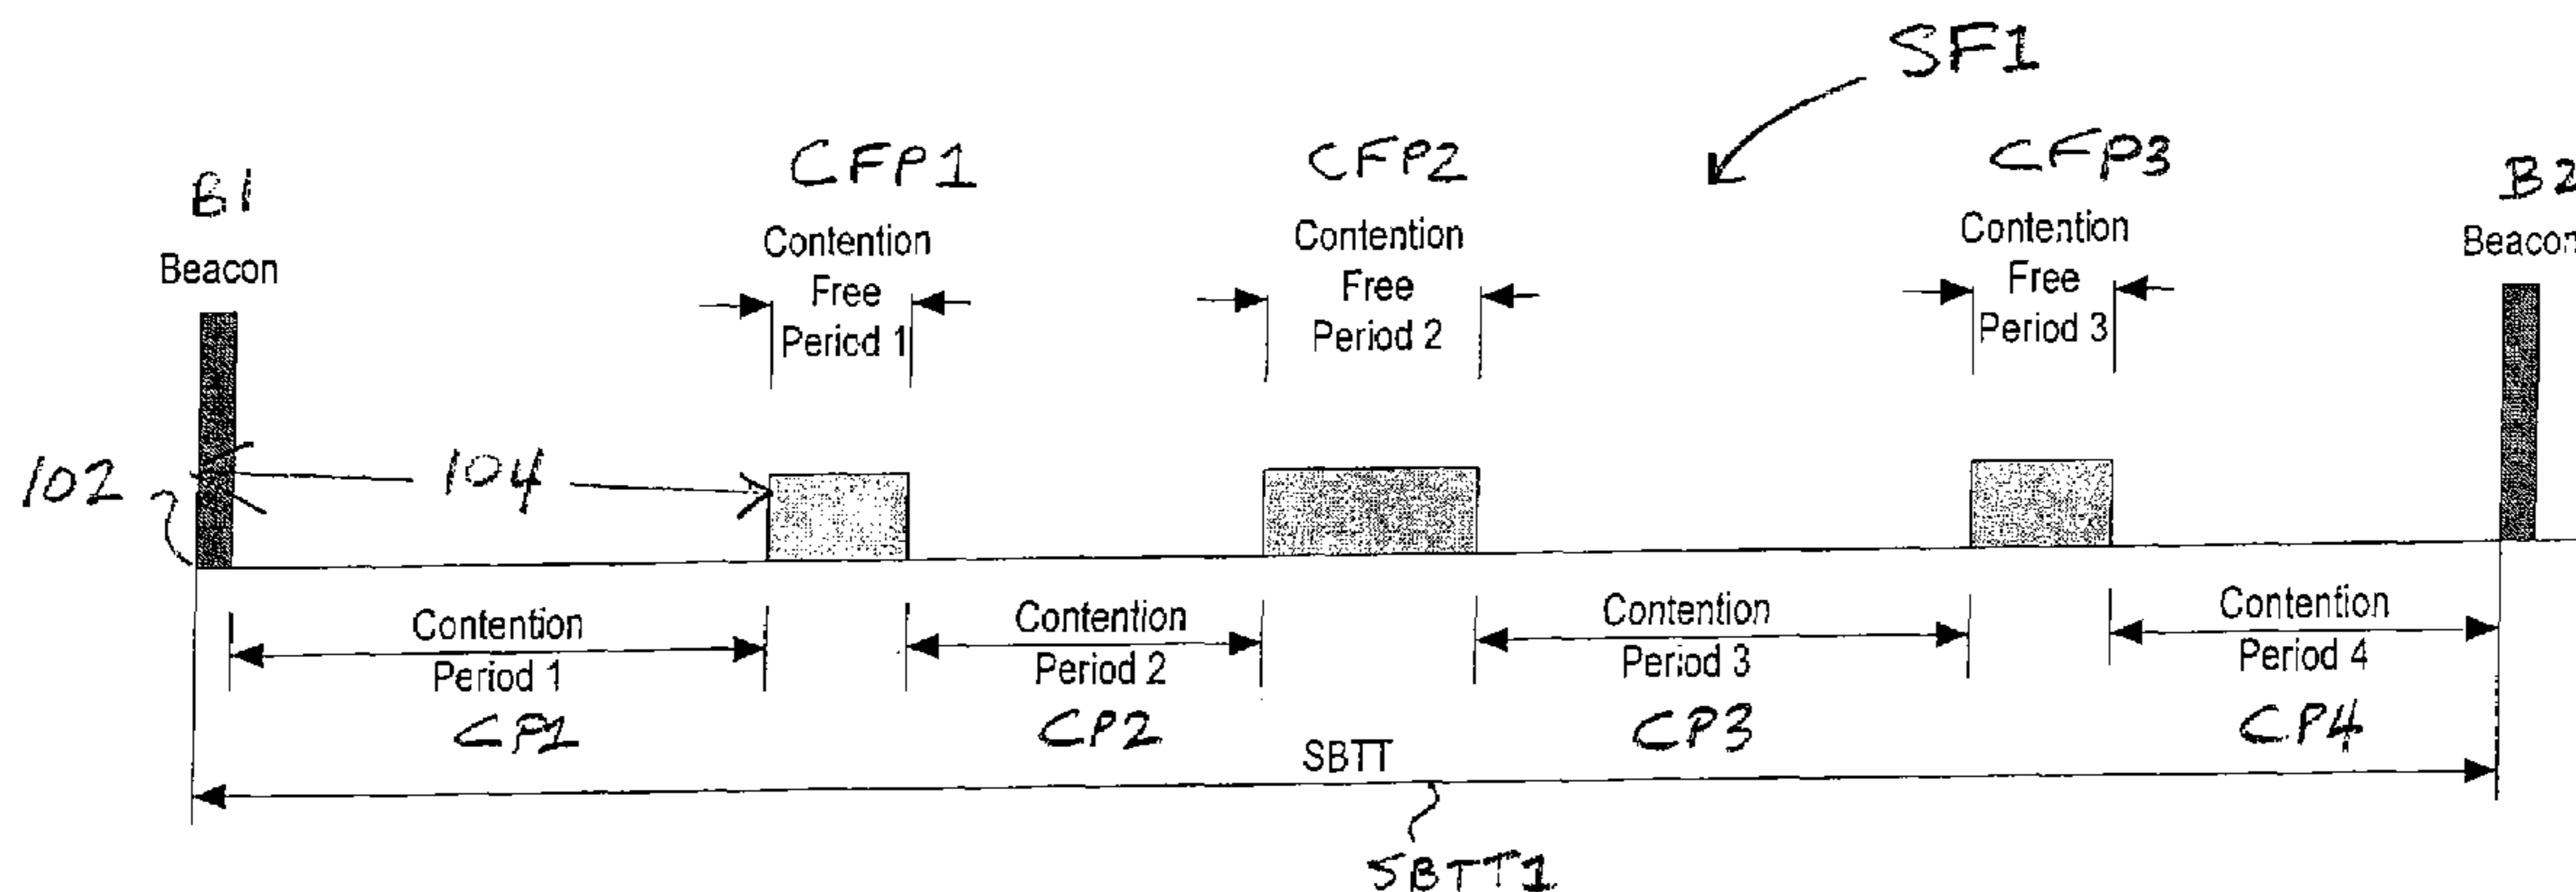 SF1
B1
Beacon
CFP1
Contention
Free
Period 1
CFP2
Contention
Free
Period 2
CFP3
Contention
Free
Period 3
B2
Beacon
102
104
Contention
Period 1
CP1
Contention
Period 2
CP2
Contention
Period 3
CP3
Contention
Period 4
CP4
SBTT
SBTT1